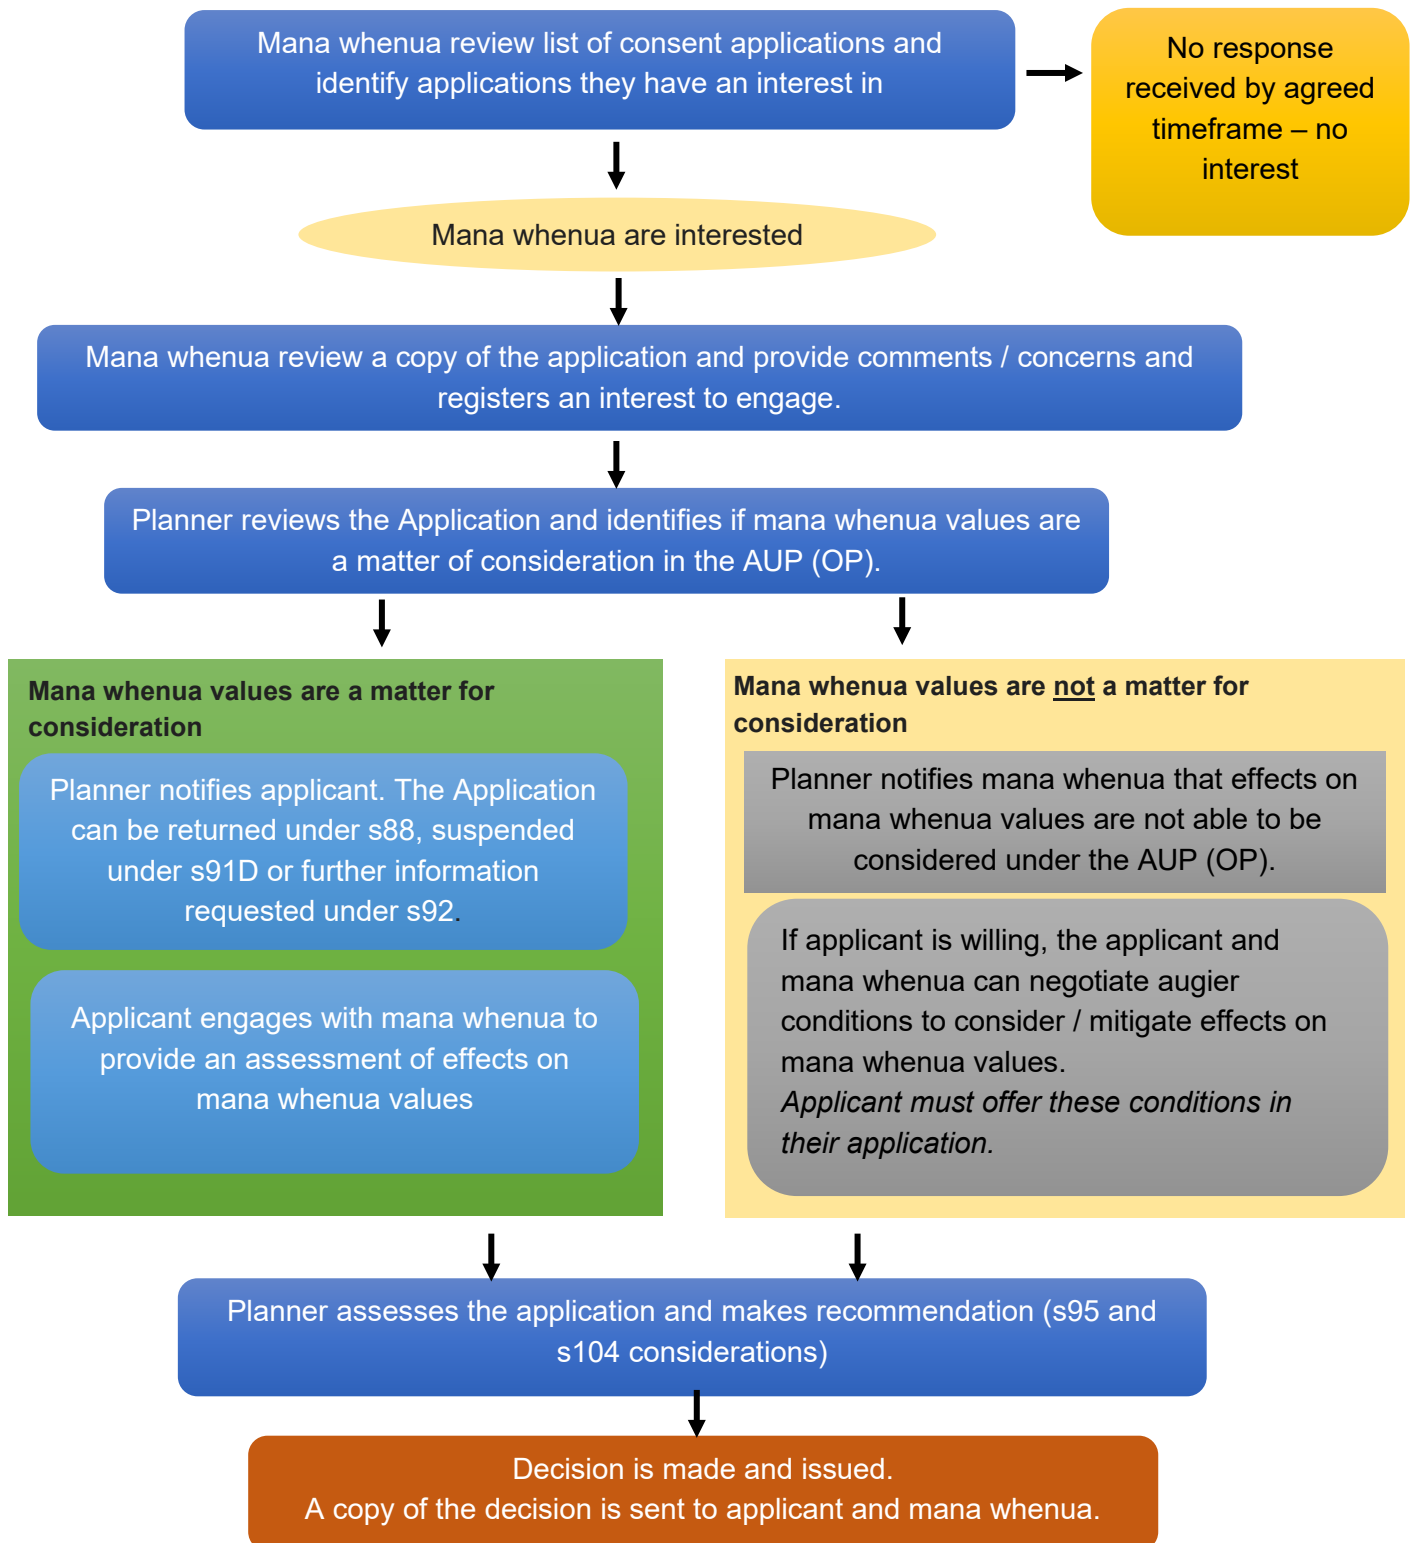 Mana whenua review list of consent applications and
identify applications they have an interest in
No response
received by agreed
timeframe – no
interest
Mana whenua are interested
Mana whenua review a copy of the application and provide comments / concerns and
registers an interest to engage.
Planner reviews the Application and identifies if mana whenua values are
a matter of consideration in the AUP (OP).
Mana whenua values are a matter for
consideration
Planner notifies applicant. The Application
can be returned under s88, suspended
under s91D or further information
requested under s92.
Applicant engages with mana whenua to
provide an assessment of effects on
mana whenua values
Mana whenua values are not a matter for
consideration
Planner notifies mana whenua that effects on
mana whenua values are not able to be
considered under the AUP (OP).
If applicant is willing, the applicant and
mana whenua can negotiate augier
conditions to consider / mitigate effects on
mana whenua values.
Applicant must offer these conditions in
their application.
Planner assesses the application and makes recommendation (s95 and
s104 considerations)
Decision is made and issued.
A copy of the decision is sent to applicant and mana whenua.